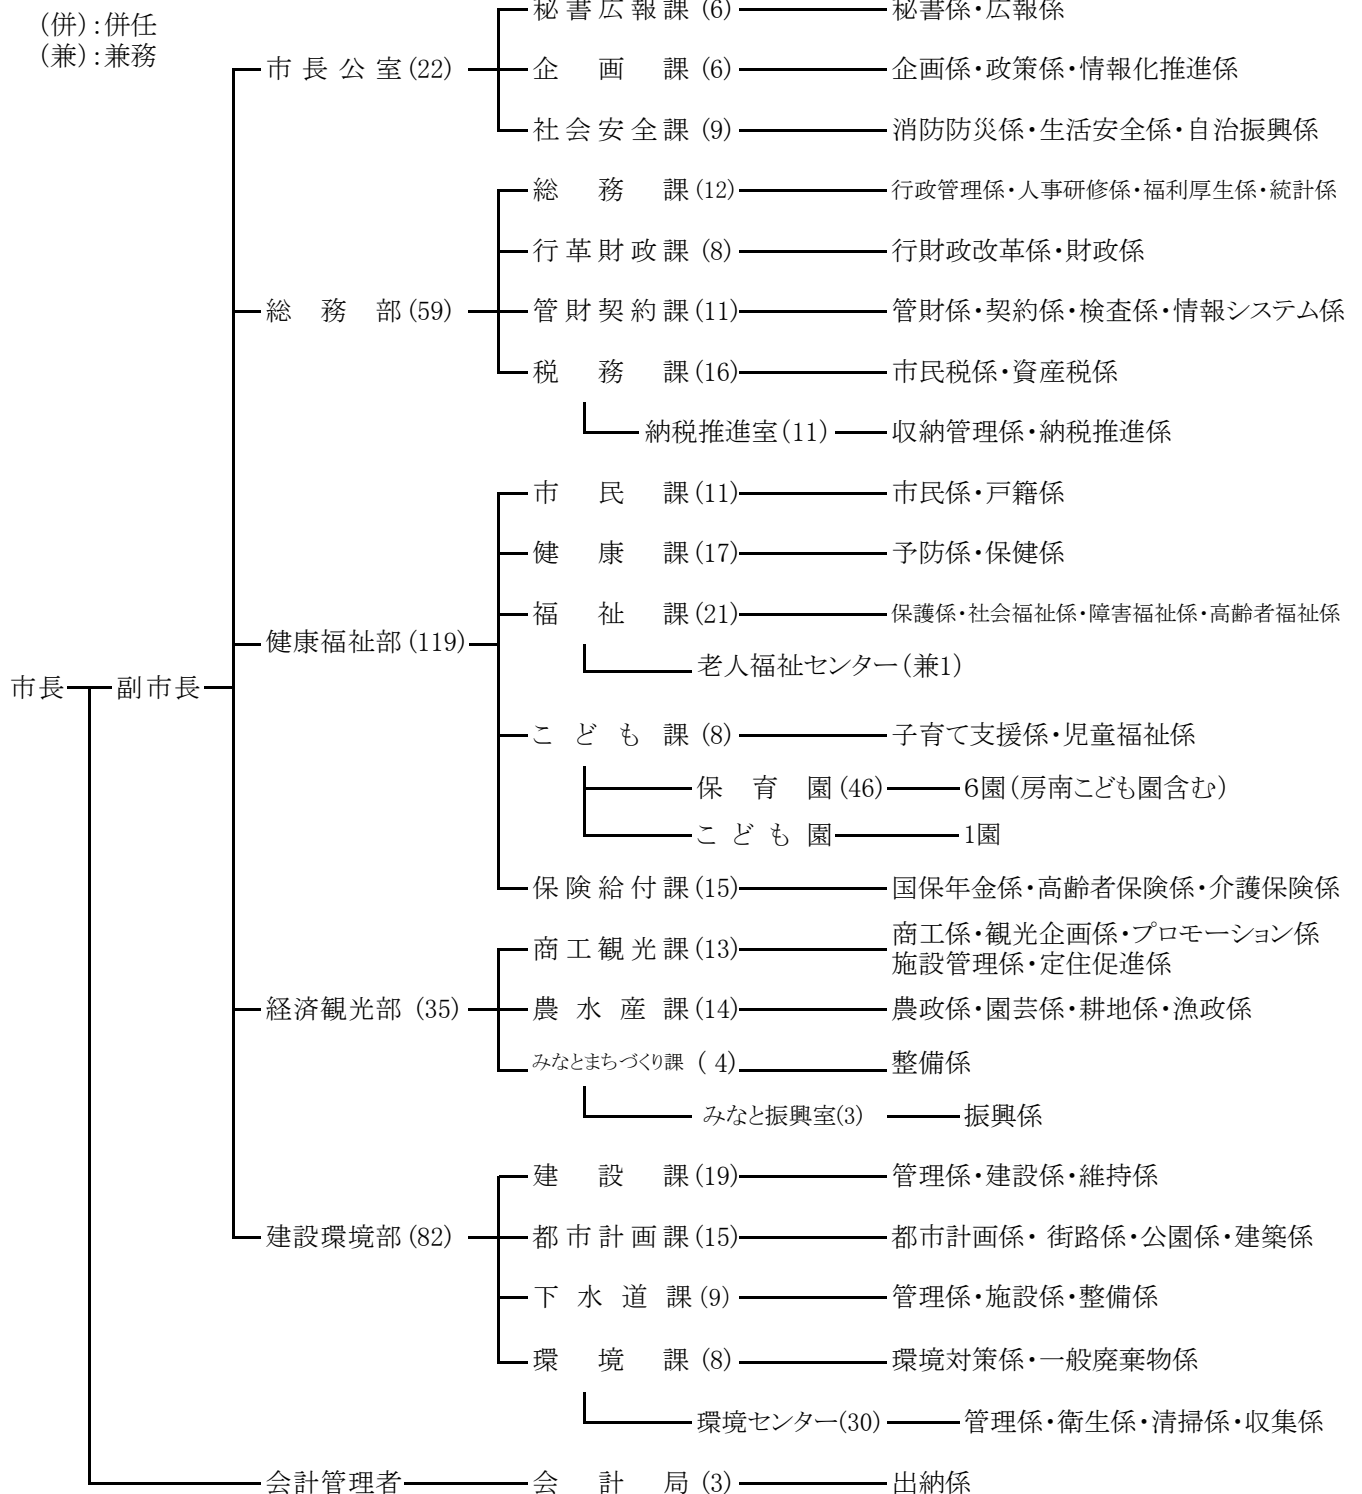 秘書広報課(6) 秘書係・広報係
(併):併任
(兼):兼務
市長公室(22) 企画課(6) 企画係・政策係・情報化推進係
社会安全課(9) 消防防災係・生活安全係・自治振興係
総務課(12) 行政管理係・人事研修係・福利厚生係・統計係
行革財政課(8) 行財政改革係・財政係
総務部(59) 管財契約課(11) 管財係・契約係・検査係・情報システム係
税務課(16) 市民税係・資産税係
納税推進室(11) 収納管理係・納税推進係
市民課(11) 市民係・戸籍係
健康課(17) 予防係・保健係
福祉課(21) 保護係・社会福祉係・障害福祉係・高齢者福祉係
健康福祉部(119)
老人福祉センター(兼1)
市長 副市長
こども課(8) 子育て支援係・児童福祉係
保育園(46) 6園(房南こども園含む)
こども園 1園
保険給付課(15) 国保年金係・高齢者保険係・介護保険係
商工観光課(13) 商工係・観光企画係・プロモーション係
施設管理係・定住促進係
経済観光部(35) 農水産課(14) 農政係・園芸係・耕地係・漁政係
みなとまちづくり課(4) 整備係
みなと振興室(3) 振興係
建設課(19) 管理係・建設係・維持係
建設環境部(82) 都市計画課(15) 都市計画係・街路係・公園係・建築係
下水道課(9) 管理係・施設係・整備係
環境課(8) 環境対策係・一般廃棄物係
環境センター(30) 管理係・衛生係・清掃係・収集係
会計管理者 会計局(3) 出納係